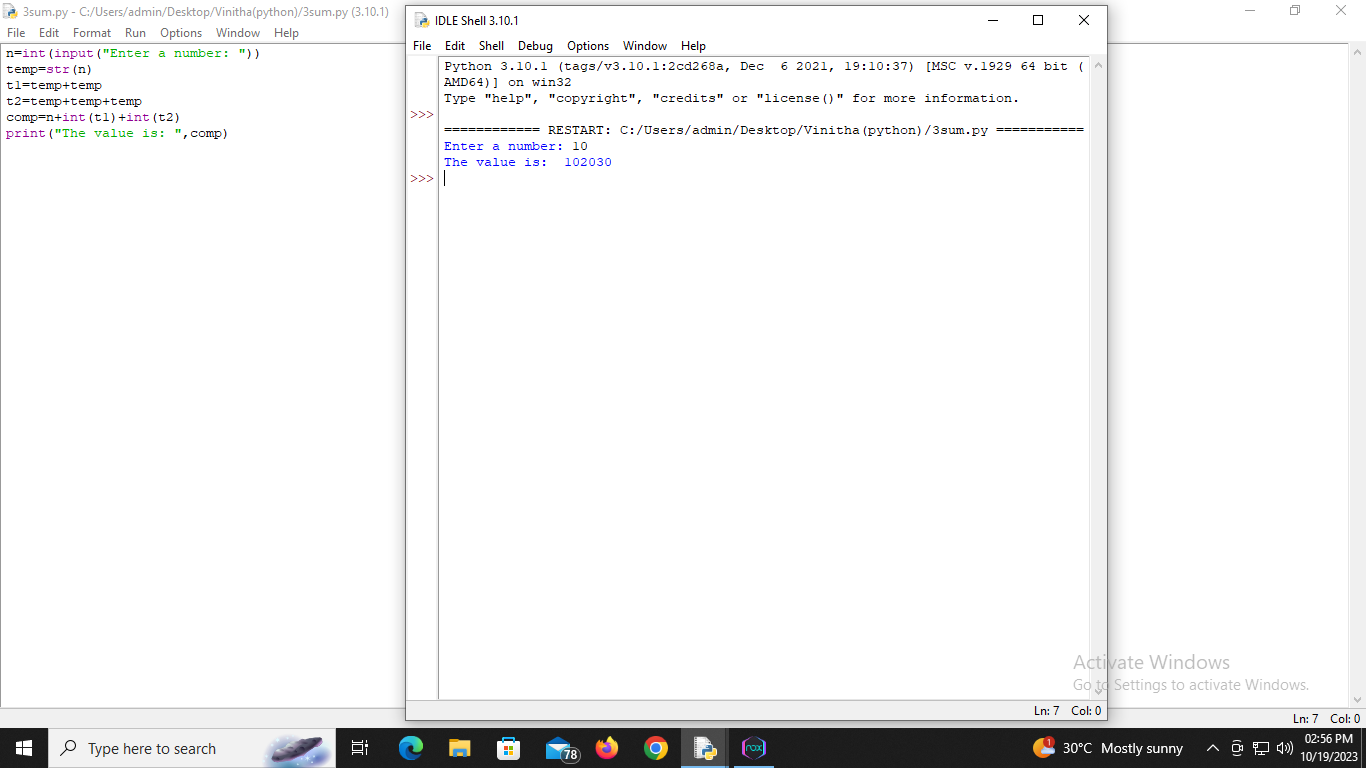 3sum.py - C:/Users/admin/Desktop/Vinitha(python)/3sum.py (3.10.1)
File Edit Format Run Options Window Help
n=int(input("Enter a number: "))
temp=str(n)
t1=temp+temp
t2=temp+temp+temp
comp=n+int(t1)+int(t2)
print("The value is: ",comp)
IDLE Shell 3.10.1
File Edit Shell Debug Options Window Help
Python 3.10.1 (tags/v3.10.1:2cd268a, Dec  6 2021, 19:10:37) [MSC v.1929 64 bit (
AMD64)] on win32
Type "help", "copyright", "credits" or "license()" for more information.
>>>
============ RESTART: C:/Users/admin/Desktop/Vinitha(python)/3sum.py ===========
Enter a number: 10
The value is:  102030
>>>
Activate Windows
Go to Settings to activate Windows.
Ln: 7 Col: 0
Ln: 7 Col: 0
Type here to search
78
nox
1
30°C Mostly sunny
02:56 PM
10/19/2023